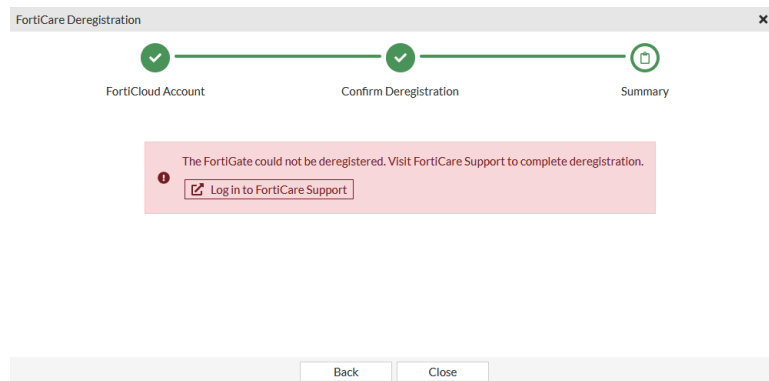 FortiCare Deregistration
FortiCloud Account
Confirm Deregistration
Summary
The FortiGate could not be deregistered. Visit FortiCare Support to complete deregistration.
Log in to FortiCare Support
Back
Close